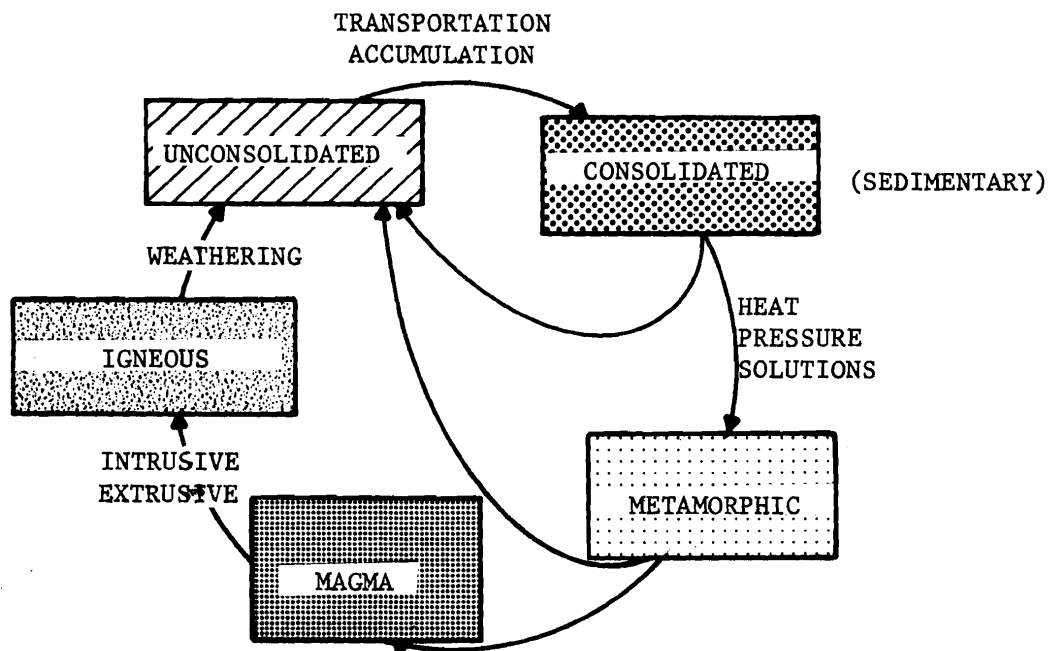 TRANSPORTATION
ACCUMULATION
UNCONSOLIDATED
CONSOLIDATED
(SEDIMENTARY)
WEATHERING
HEAT
PRESSURE
SOLUTIONS
IGNEOUS
INTRUSIVE
EXTRUSIVE
METAMORPHIC
MAGMA